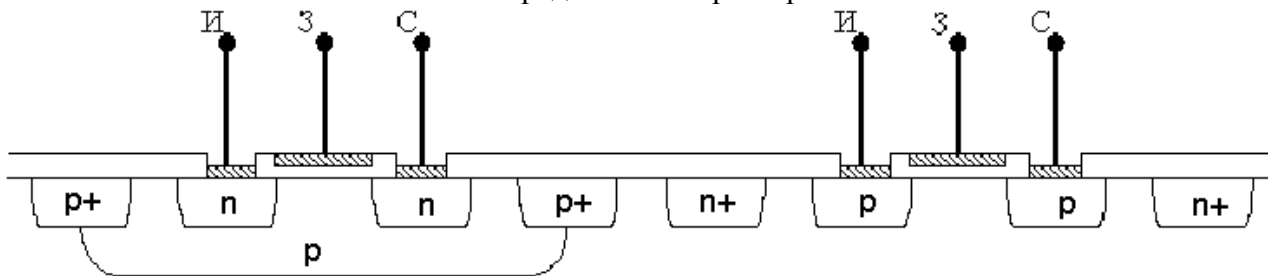 И З С И З С
p+ n n p+ n+ p p n+
p